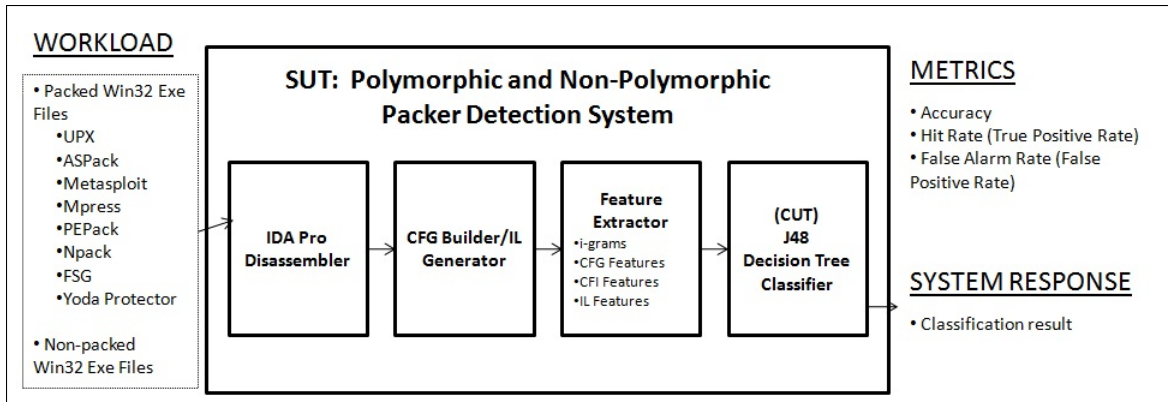 WORKLOAD
• Packed Win32 Exe
Files
•UPX
•ASPack
•Metasploit
•Mpress
•PEPack
•Npack
•FSG
•Yoda Protector
• Non-packed
Win32 Exe Files
SUT: Polymorphic and Non-Polymorphic
Packer Detection System
IDA Pro
Disassembler
CFG Builder/IL
Generator
Feature
Extractor
•i-grams
•CFG Features
•CFI Features
•IL Features
(CUT)
J48
Decision Tree
Classifier
METRICS
• Accuracy
• Hit Rate (True Positive Rate)
• False Alarm Rate (False
Positive Rate)
SYSTEM RESPONSE
• Classification result